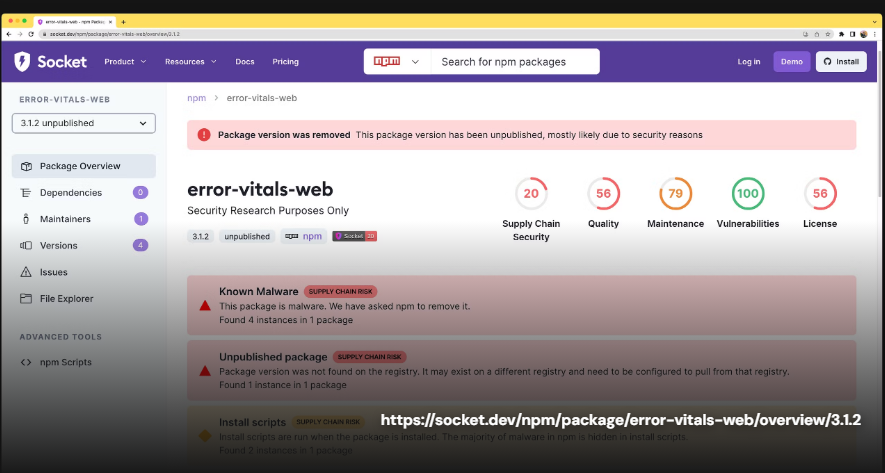 error-vitals-web - npm Packag
socket.dev/npm/package/error-vitals-web/overview/3.1.2
Socket
Product
Resources
Docs
Pricing
npm
Search for npm packages
Log in
Demo
Install
ERROR-VITALS-WEB
3.1.2 unpublished
Package Overview
Dependencies 0
Maintainers 1
Versions 4
Issues
File Explorer
ADVANCED TOOLS
npm Scripts
npm > error-vitals-web
Package version was removed This package version has been unpublished, mostly likely due to security reasons
error-vitals-web
Security Research Purposes Only
3.1.2 unpublished npm npm Socket 20
20
Supply Chain
Security
56
Quality
79
Maintenance
100
Vulnerabilities
56
License
Known Malware SUPPLY CHAIN RISK
This package is malware. We have asked npm to remove it.
Found 4 instances in 1 package
Unpublished package SUPPLY CHAIN RISK
Package version was not found on the registry. It may exist on a different registry and need to be configured to pull from that registry.
Found 1 instance in 1 package
Install scripts SUPPLY CHAIN RISK
Install scripts are run when the package is installed. The majority of malware in npm is hidden in install scripts.
Found 2 instances in 1 package
https://socket.dev/npm/package/error-vitals-web/overview/3.1.2